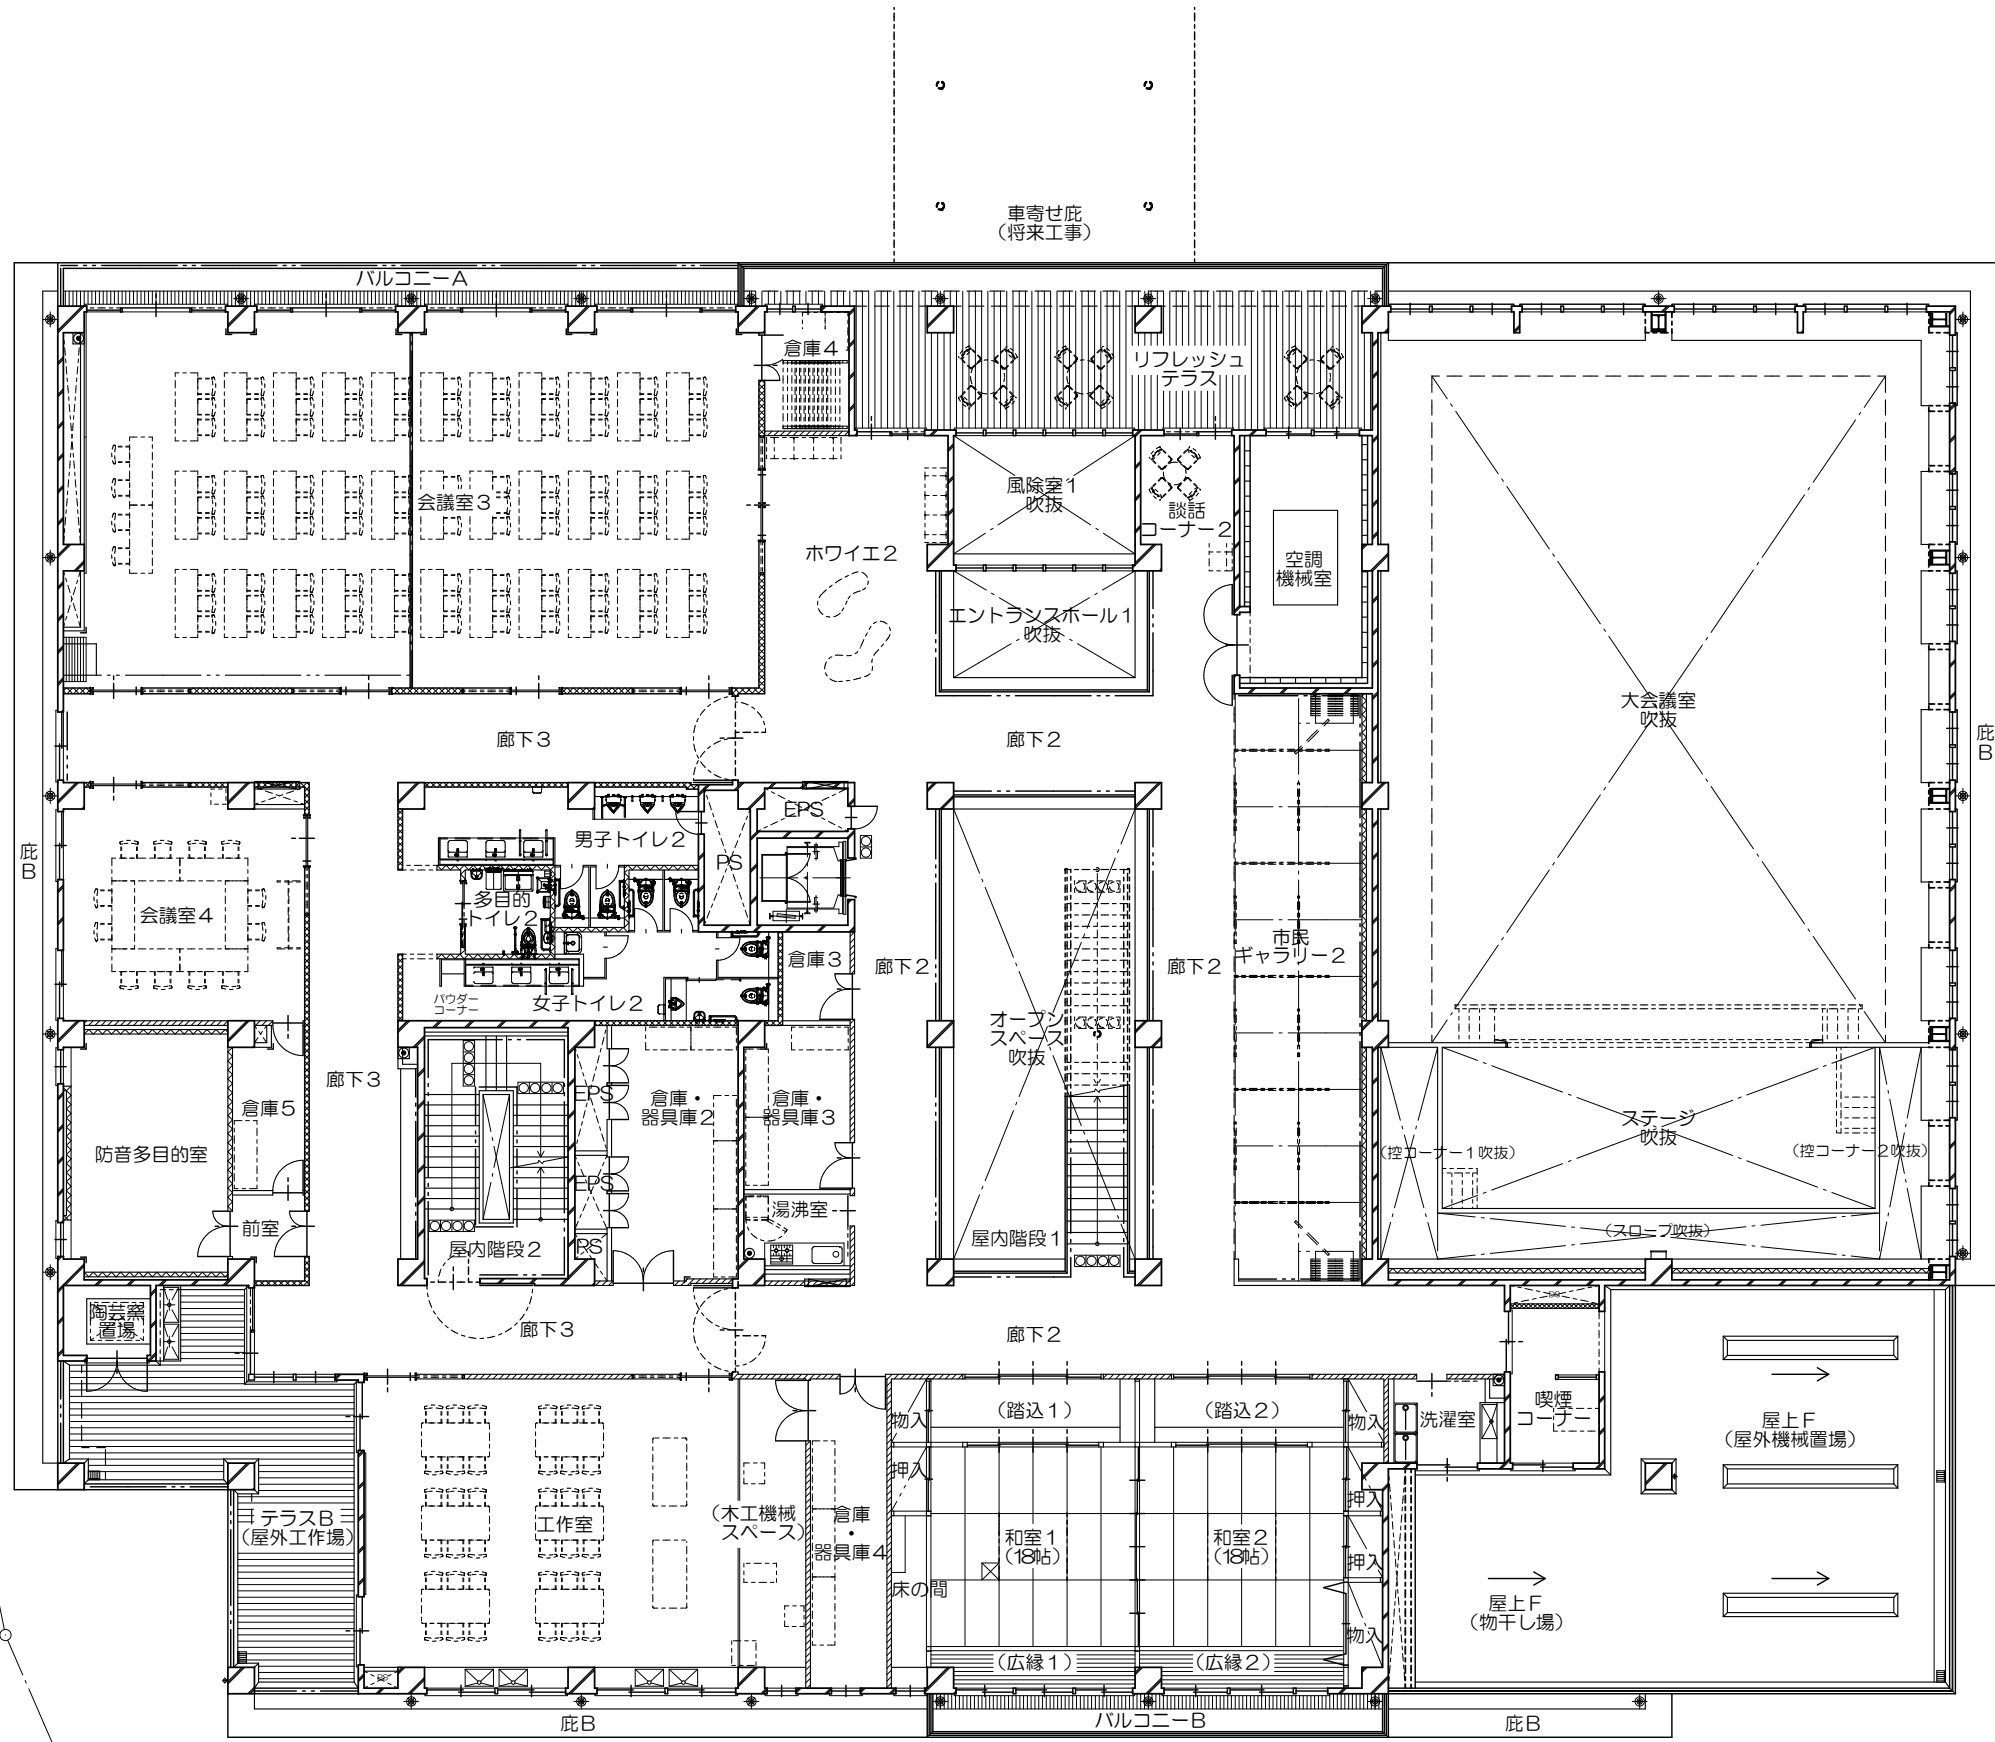 車寄せ庇
（将来工事）
バルコニーA
倉庫4
リフレッシュ
テラス
会議室3
風除室1
吹抜
談話
コーナー2
ホワイエ2
空調
機械室
エントランスホール1
吹抜
大会議室
吹抜
庇
B
廊下3
廊下2
EPS
男子トイレ2
PS
庇
B
多目的
トイレ2
会議室4
市民
ギャラリー2
倉庫3
廊下2
廊下2
パウダー
コーナー
女子トイレ2
オープン
スペース
吹抜
廊下3
EPS
倉庫・
器具庫2
倉庫・
器具庫3
倉庫5
ステージ
吹抜
（控コーナー1吹抜）
（控コーナー2吹抜）
防音多目的室
EPS
湯沸室
前室
（スロープ吹抜）
屋内階段1
屋内階段2
PS
陶芸窯
置場
廊下3
廊下2
喫煙
コーナー
物入
（踏込1）
（踏込2）
物入
洗濯室
屋上F
（屋外機械置場）
押入
押入
テラスB
（屋外工作場）
工作室
（木工機械
スペース）
倉庫
・
器具庫4
和室1
（18帖）
和室2
（18帖）
押入
床の間
屋上F
（物干し場）
物入
（広縁1）
（広縁2）
庇B
バルコニーB
庇B